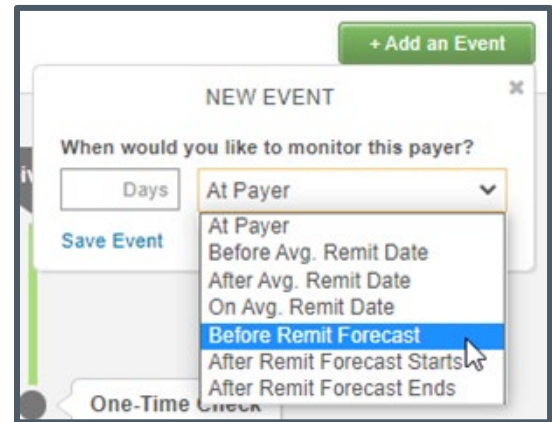 + Add an Event
NEW EVENT
×
When would you like to monitor this payer?
Days
At Payer
Save Event
At Payer
Before Avg. Remit Date
After Avg. Remit Date
On Avg. Remit Date
Before Remit Forecast
After Remit Forecast Starts
After Remit Forecast Ends
One-Time Check